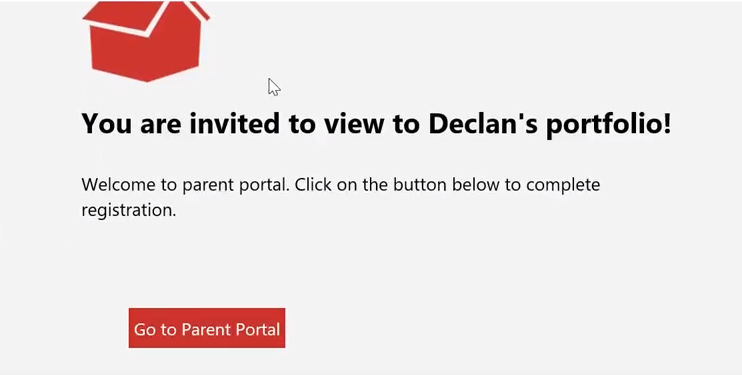 You are invited to view to Declan's portfolio!
Welcome to parent portal. Click on the button below to complete
registration.
Go to Parent Portal